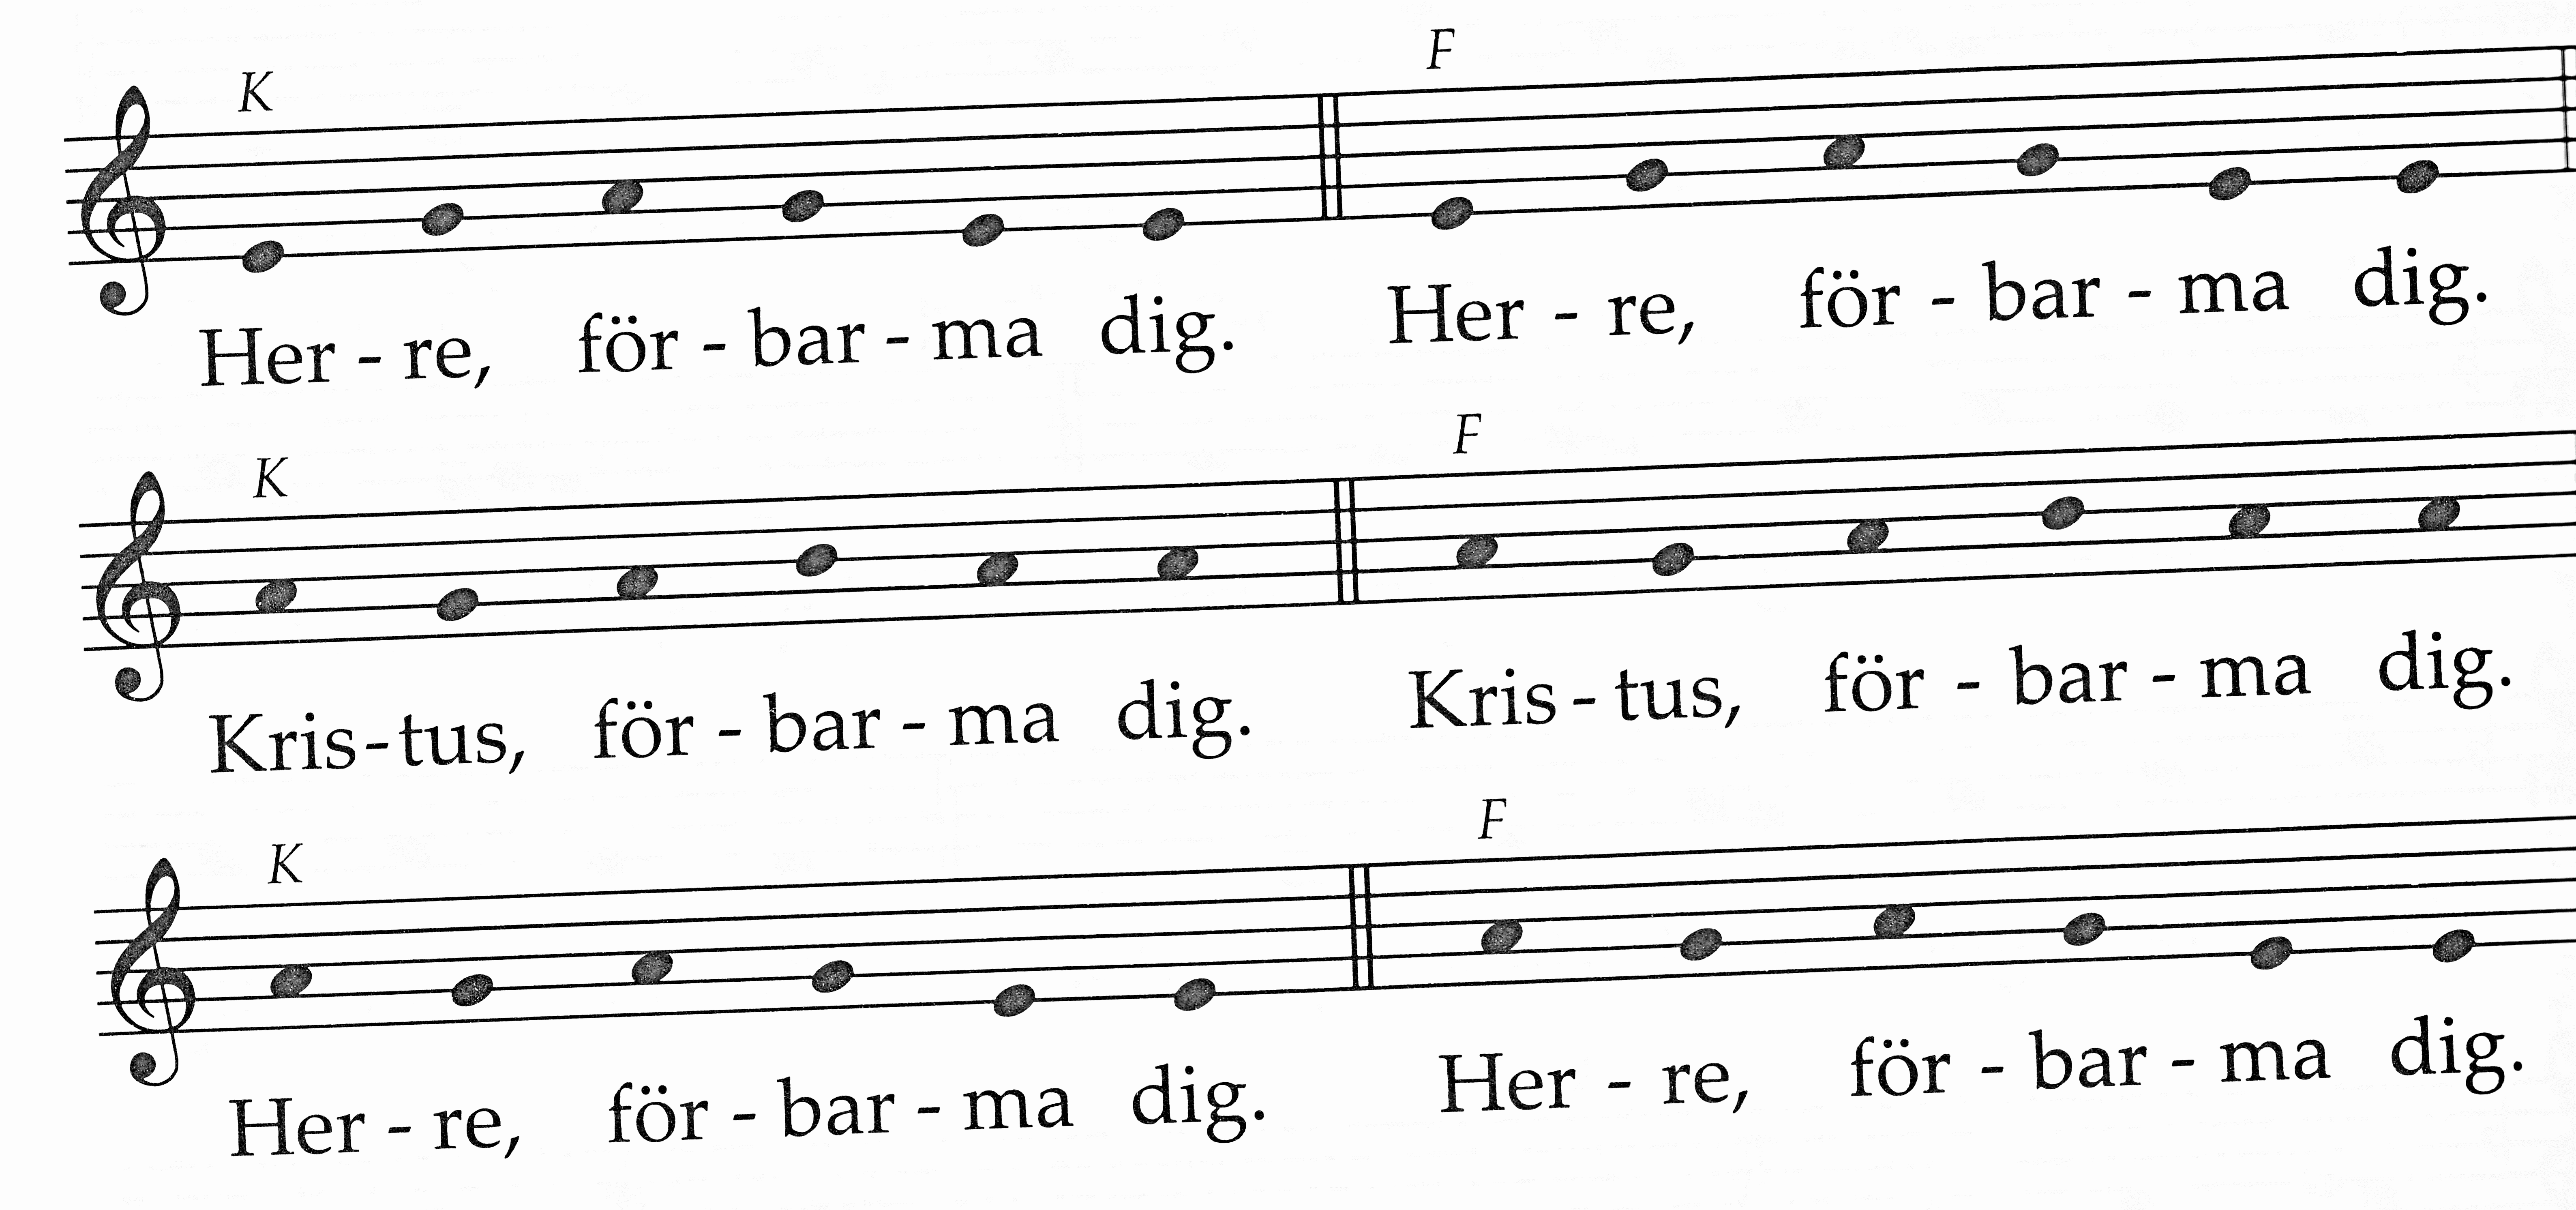 K F
Her - re, för - bar - ma dig. Her - re, för - bar - ma dig.
K F
Kris - tus, för - bar - ma dig. Kris - tus, för - bar - ma dig.
K F
Her - re, för - bar - ma dig. Her - re, för - bar - ma dig.